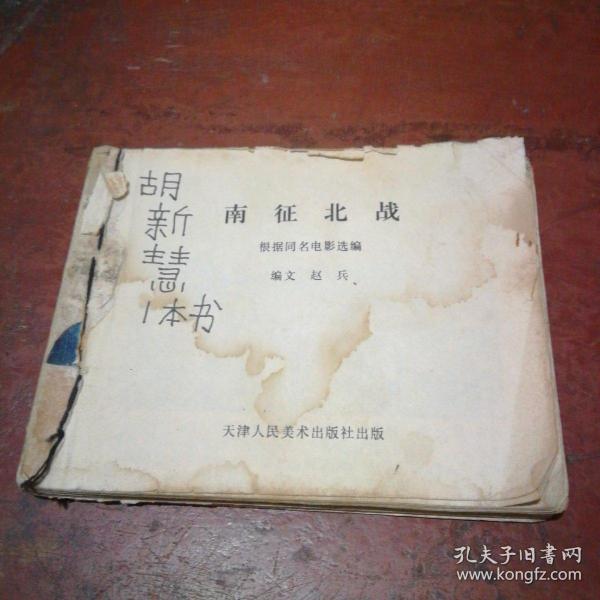 胡
新
慧
1本书
南征北战
根据同名电影选编
编文 赵兵
天津人民美术出版社出版
孔夫子旧书网
www.kongfz.com